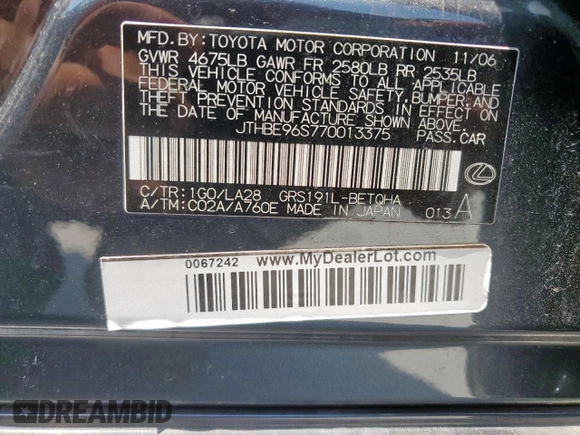 MFD. BY: TOYOTA MOTOR CORPORATION 11/06
GVWR 4675LB GAWR FR 2580LB RR 2535LB
THIS VEHICLE CONFORMS TO ALL APPLICABLE
FEDERAL MOTOR VEHICLE SAFETY, BUMPER, AND
THEFT PREVENTION STANDARDS IN EFFECT ON
THE DATE OF MANUFACTURE SHOWN ABOVE.
JTHBE96S770013375 PASS.CAR
C/TR:1G0/LA28 GRS191L-BETQHA
A/TM:C02A/A760E MADE IN JAPAN 013 A
0067242 www.MyDealerLot.com
DREAMBID